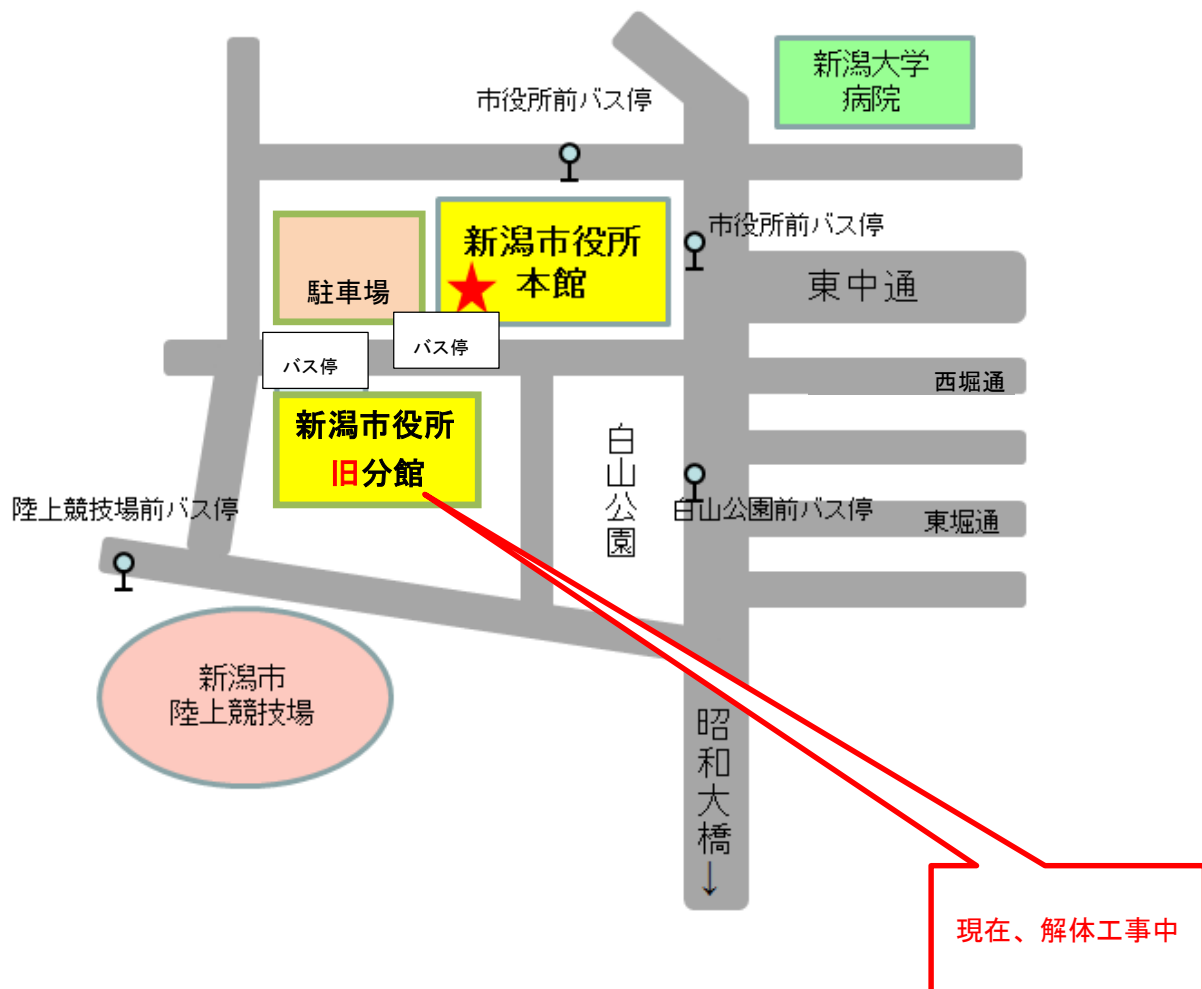 新潟大学
病院
市役所前バス停
新潟市役所
本館
市役所前バス停
駐車場
東中通
バス停
バス停
西堀通
新潟市役所
旧分館
白山公園
陸上競技場前バス停
白山公園前バス停
東堀通
新潟市
陸上競技場
昭和大橋
↓
現在、解体工事中